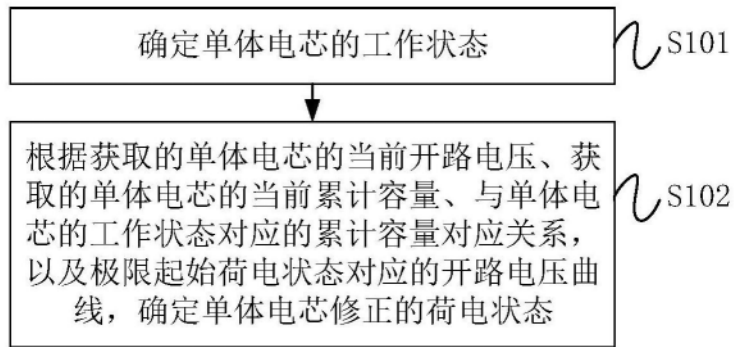 确定单体电芯的工作状态
S101
根据获取的单体电芯的当前开路电压、获
取的单体电芯的当前累计容量、与单体电
芯的工作状态对应的累计容量对应关系，
以及极限起始荷电状态对应的开路电压曲
线，确定单体电芯修正的荷电状态
S102